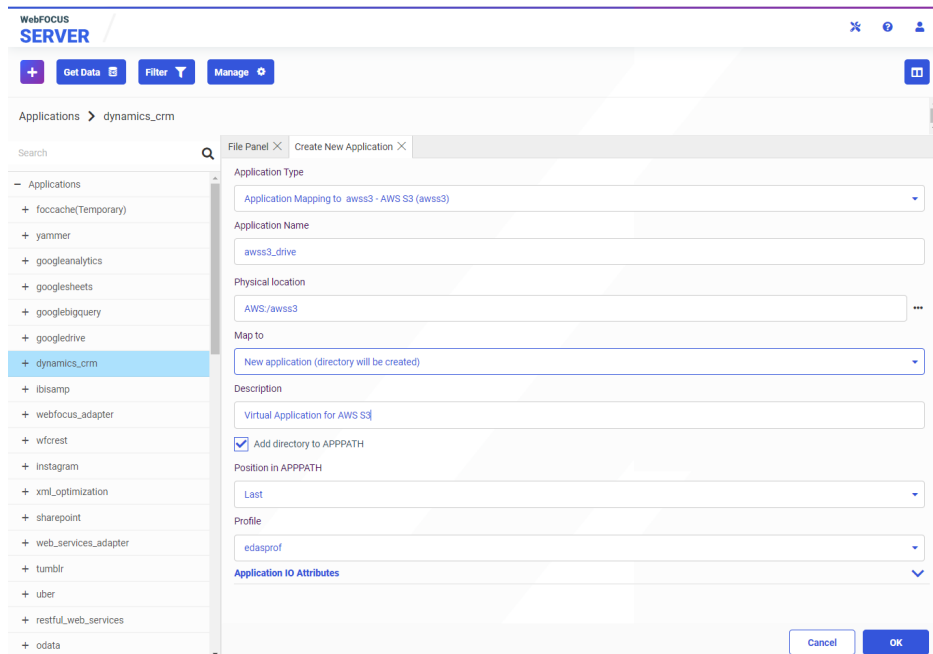 WebFOCUS
SERVER
+ Get Data Filter Manage
Applications > dynamics_crm
Search
File Panel × Create New Application ×
− Applications
+ foccache(Temporary)
+ yammer
+ googleanalytics
+ googlesheets
+ googlebigquery
+ googledrive
+ dynamics_crm
+ ibisamp
+ webfocus_adapter
+ wfcrest
+ instagram
+ xml_optimization
+ sharepoint
+ web_services_adapter
+ tumblr
+ uber
+ restful_web_services
+ odata
Application Type
Application Mapping to awss3 - AWS S3 (awss3)
Application Name
awss3_drive
Physical location
AWS:/awss3
...
Map to
New application (directory will be created)
Description
Virtual Application for AWS S3
Add directory to APPPATH
Position in APPPATH
Last
Profile
edasprof
Application IO Attributes
Cancel OK